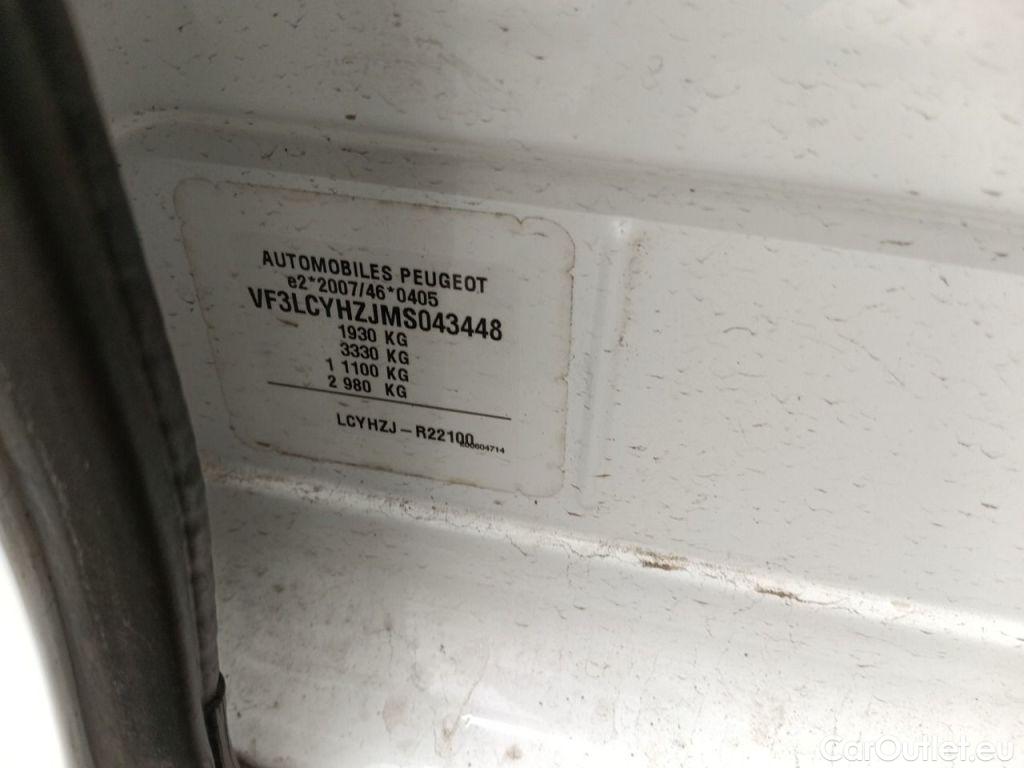 AUTOMOBILES PEUGEOT
e2*2007/46*0405
VF3LCYHZJMS043448
1930 KG
3330 KG
1 1100 KG
2 980 KG
LCYHZJ-R22100
600604714
CarOutlet.eu